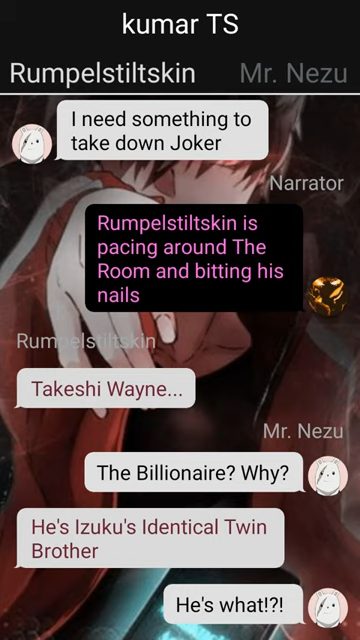 kumar TS
Rumpelstiltskin
Mr. Nezu
I need something to
take down Joker
Narrator
Rumpelstiltskin is
pacing around The
Room and bitting his
nails
Rumpelstiltskin
Takeshi Wayne...
Mr. Nezu
The Billionaire? Why?
He's Izuku's Identical Twin
Brother
He's what!?!